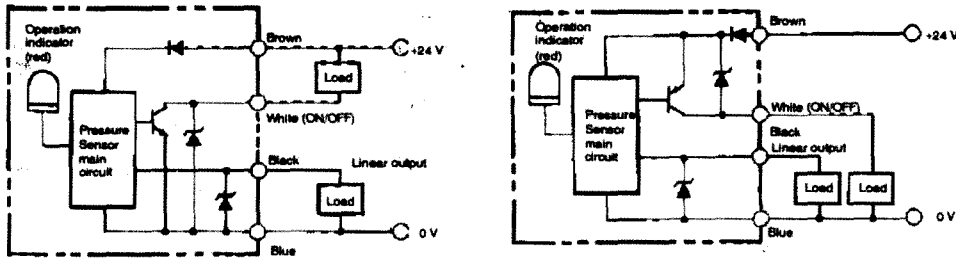 Operation
indicator
(red)
Brown
+24 V
Load
White (ON/OFF)
Pressure
Sensor
main
circuit
Black
Linear output
Load
0 V
Blue
Operation
indicator
(red)
Brown
+24 V
Pressure
Sensor
main
circuit
White (ON/OFF)
Black
Linear output
Load
Load
0 V
Blue